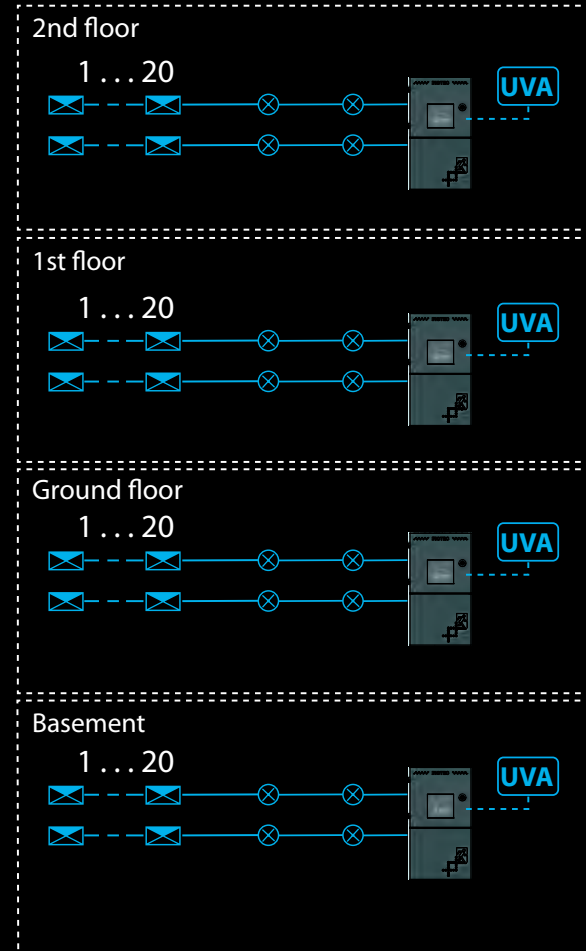 2nd floor
1 . . . 20
UVA
1st floor
1 . . . 20
UVA
Ground floor
1 . . . 20
UVA
Basement
1 . . . 20
UVA